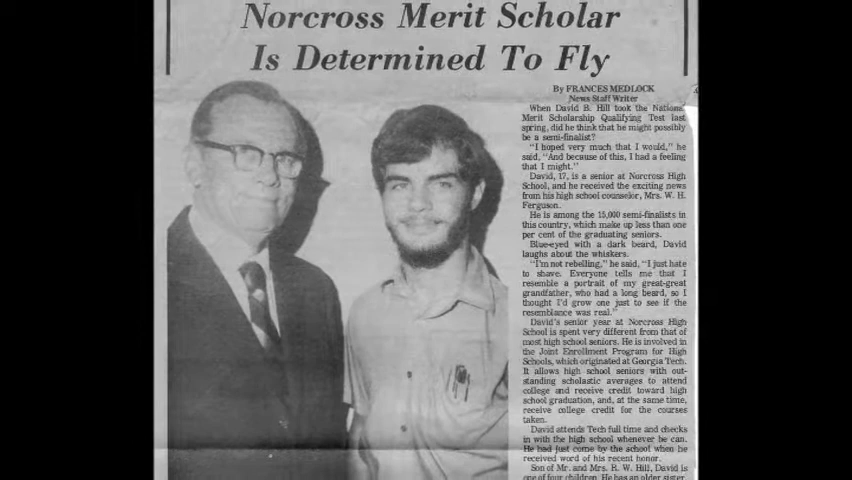 Norcross Merit Scholar
Is Determined To Fly
By FRANCES MEDLOCK
News Staff Writer
When David B. Hill took the National
Merit Scholarship Qualifying Test last
spring, did he think that he might possibly
be a semi-finalist?
"I hoped very much that I would," he
said, "And because of this, I had a feeling
that I might."
David, 17, is a senior at Norcross High
School, and he received the exciting news
from his high school counselor, Mrs. W. H.
Ferguson.
He is among the 15,000 semi-finalists in
this country, which make up less than one
per cent of the graduating seniors.
Blue-eyed with a dark beard, David
laughs about the whiskers.
"I'm not rebelling," he said, "I just hate
to shave. Everyone tells me that I
resemble a portrait of my great-great
grandfather, who had a long beard, so I
thought I'd grow one just to see if the
resemblance was real."
David's senior year at Norcross High
School is spent very different from that of
most high school seniors. He is involved in
the Joint Enrollment Program for High
Schools, which originated at Georgia Tech.
It allows high school seniors with out-
standing scholastic averages to attend
college and receive credit toward high
school graduation, and, at the same time,
receive college credit for the courses
taken.
David attends Tech full time and checks
in with the high school whenever he can.
He had just come by the school when he
received word of his recent honor.
Son of Mr. and Mrs. R. W. Hill, David is
one of four children. He has an older sister